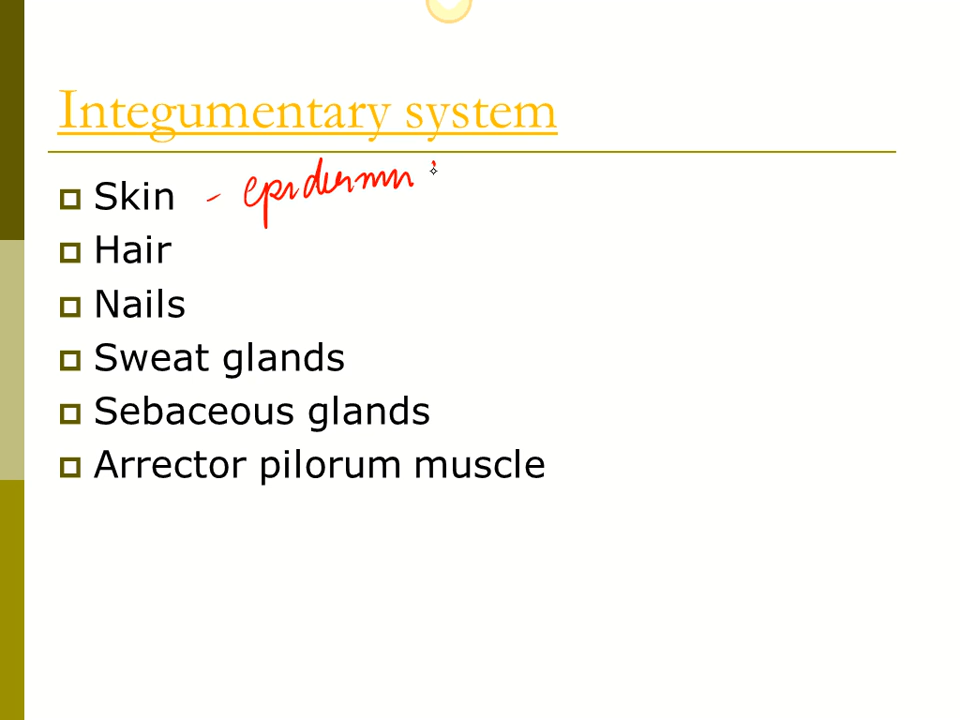 Integumentary system
Skin - epidermis :
Hair
Nails
Sweat glands
Sebaceous glands
Arrector pilorum muscle